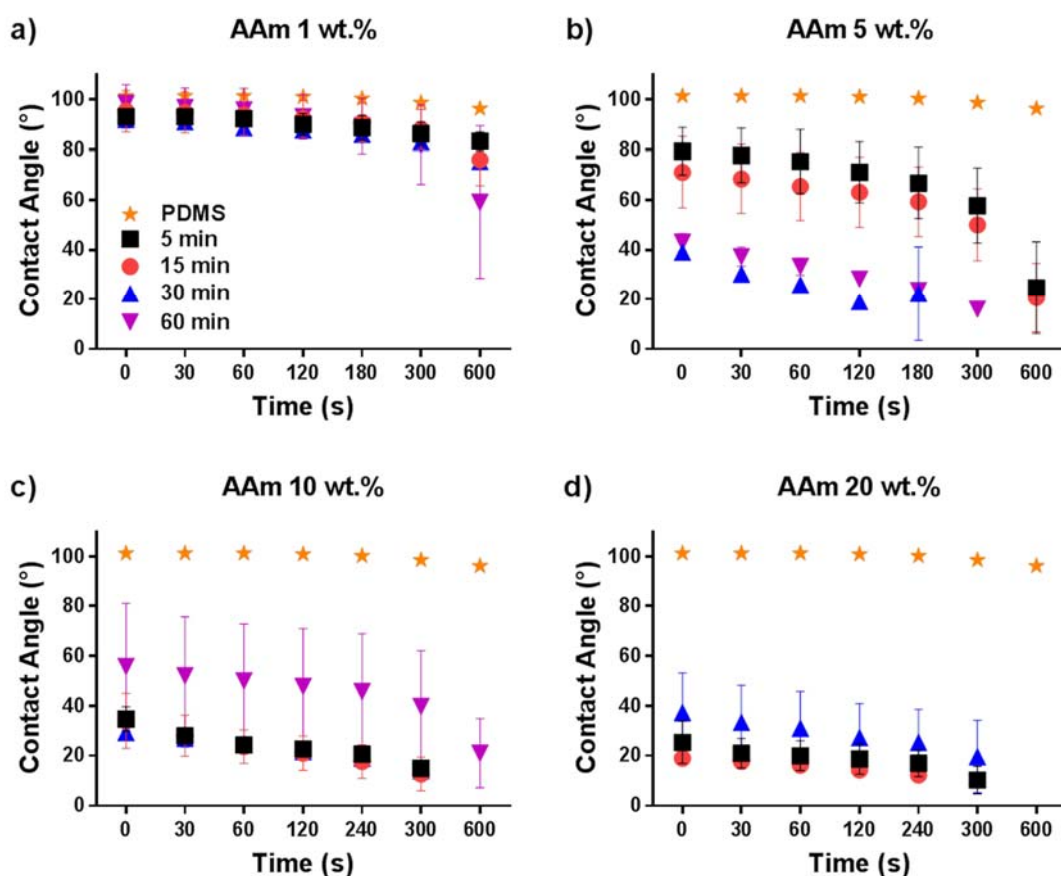 a) AAm 1 wt.%
Contact Angle (°)
100
80
60
40
20
0
PDMS
5 min
15 min
30 min
60 min
0 30 60 120 180 300 600
Time (s)
b) AAm 5 wt.%
Contact Angle (°)
100
80
60
40
20
0
0 30 60 120 180 300 600
Time (s)
c) AAm 10 wt.%
Contact Angle (°)
100
80
60
40
20
0
0 30 60 120 240 300 600
Time (s)
d) AAm 20 wt.%
Contact Angle (°)
100
80
60
40
20
0
0 30 60 120 240 300 600
Time (s)